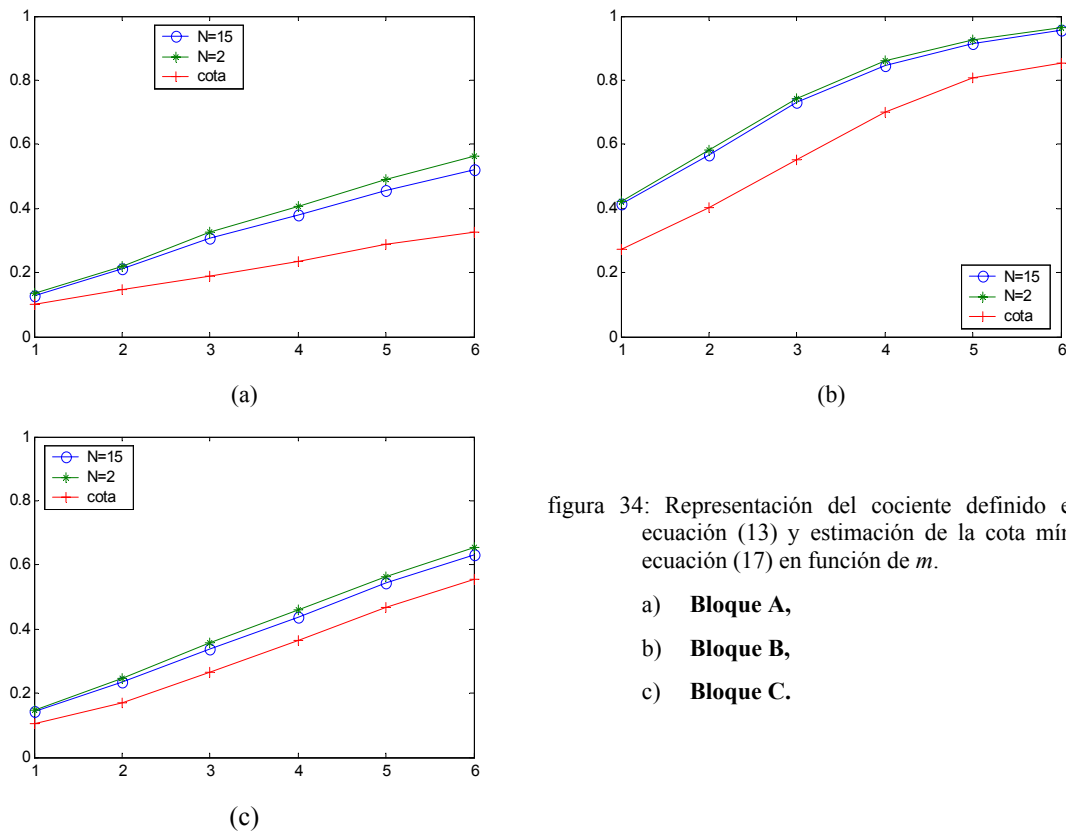 1
0.8
0.6
0.4
0.2
0
1 2 3 4 5 6
N=15
N=2
cota
(a)
1
0.8
0.6
0.4
0.2
0
1 2 3 4 5 6
N=15
N=2
cota
(b)
1
0.8
0.6
0.4
0.2
0
1 2 3 4 5 6
N=15
N=2
cota
(c)
figura 34: Representación del cociente definido e
ecuación (13) y estimación de la cota mín
ecuación (17) en función de m.
a) Bloque A,
b) Bloque B,
c) Bloque C.